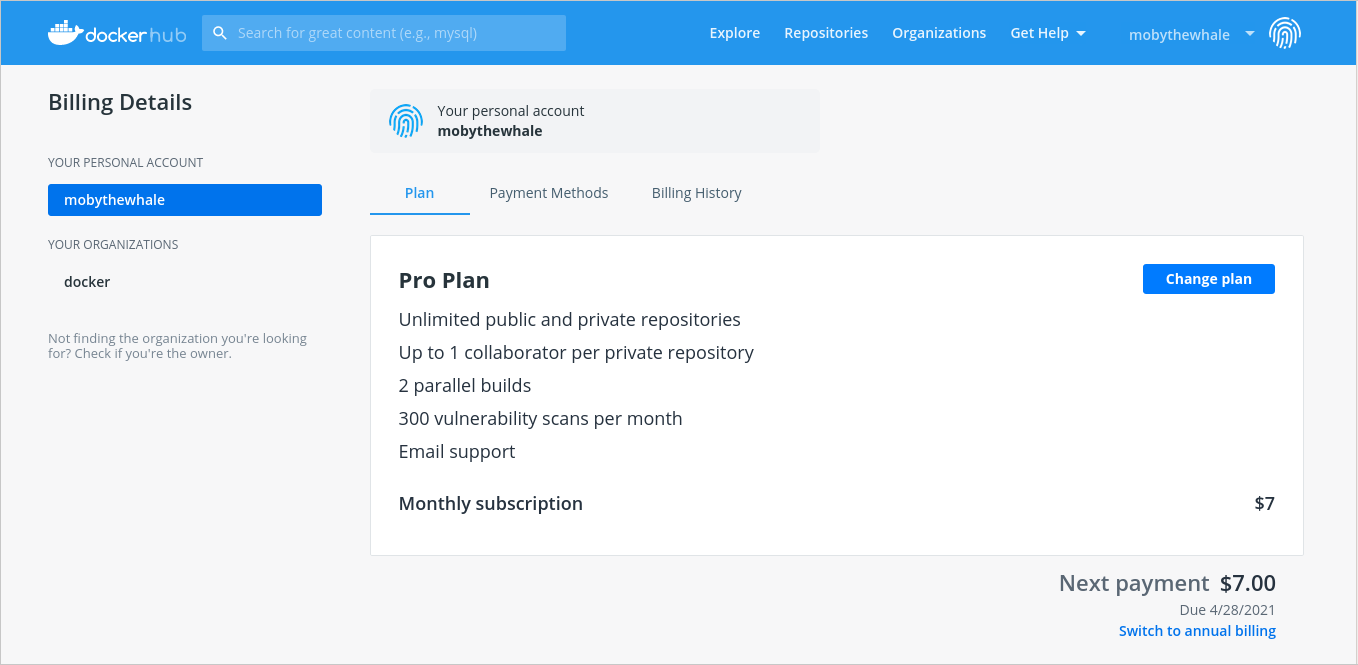 dockerhub
Search for great content (e.g., mysql)
Explore
Repositories
Organizations
Get Help
mobythewhale
Billing Details
YOUR PERSONAL ACCOUNT
mobythewhale
YOUR ORGANIZATIONS
docker
Not finding the organization you're looking
for? Check if you're the owner.
Your personal account
mobythewhale
Plan
Payment Methods
Billing History
Pro Plan
Change plan
Unlimited public and private repositories
Up to 1 collaborator per private repository
2 parallel builds
300 vulnerability scans per month
Email support
Monthly subscription
$7
Next payment $7.00
Due 4/28/2021
Switch to annual billing